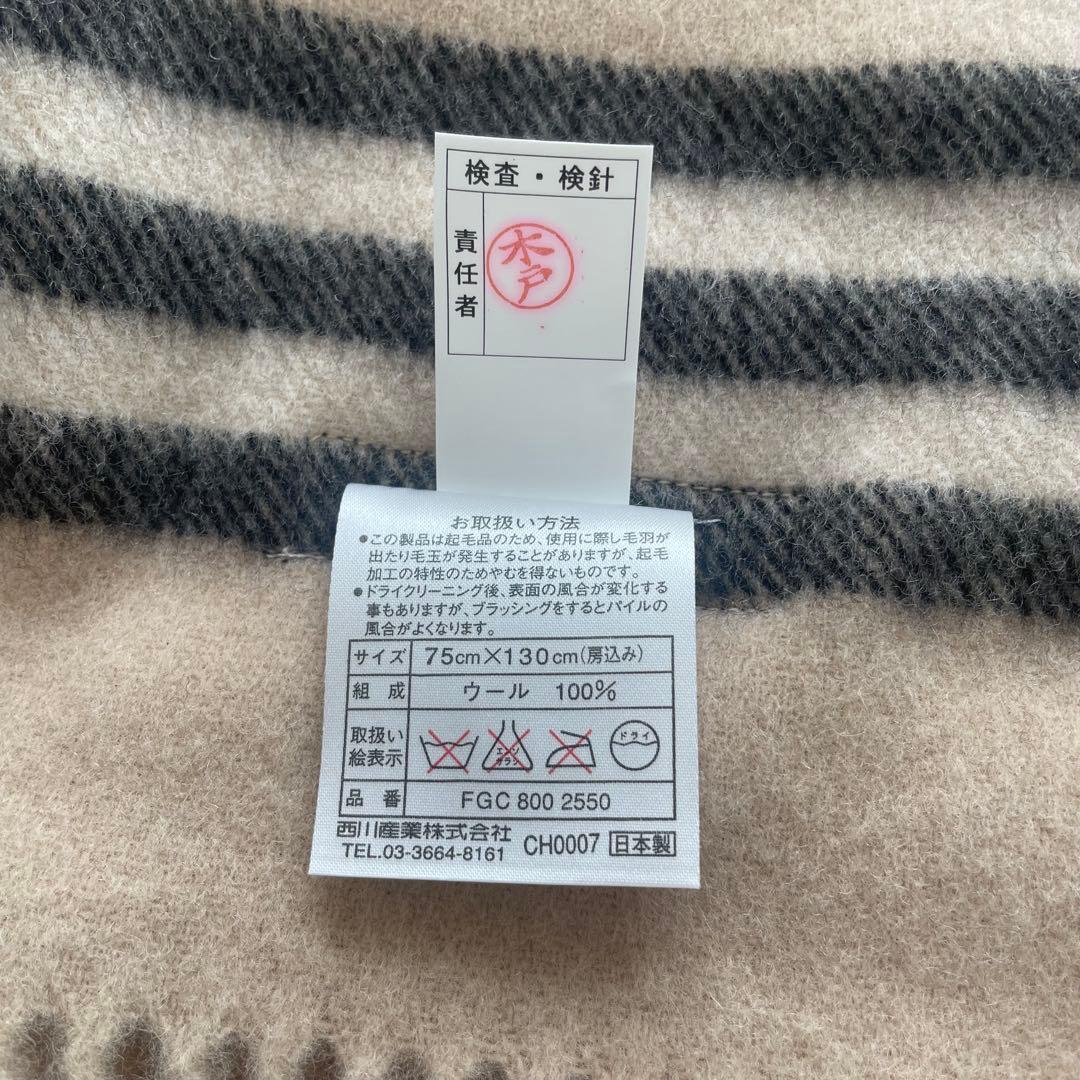 検査・検針
責任者
水戸
お取扱い方法
●この製品は起毛品のため、使用に際し毛羽が
出たり毛玉が発生することがありますが、起毛
加工の特性のためやむを得ないものです。
●ドライクリーニング後、表面の風合が変化する
事もありますが、ブラッシングをするとパイルの
風合がよくなります。
サイズ 75cm×130cm(房込み)
組成 ウール 100%
取扱い
絵表示
エンソ
サラシ
ドライ
品番 FGC 800 2550
西川産業株式会社
TEL.03-3664-8161 CH0007 日本製